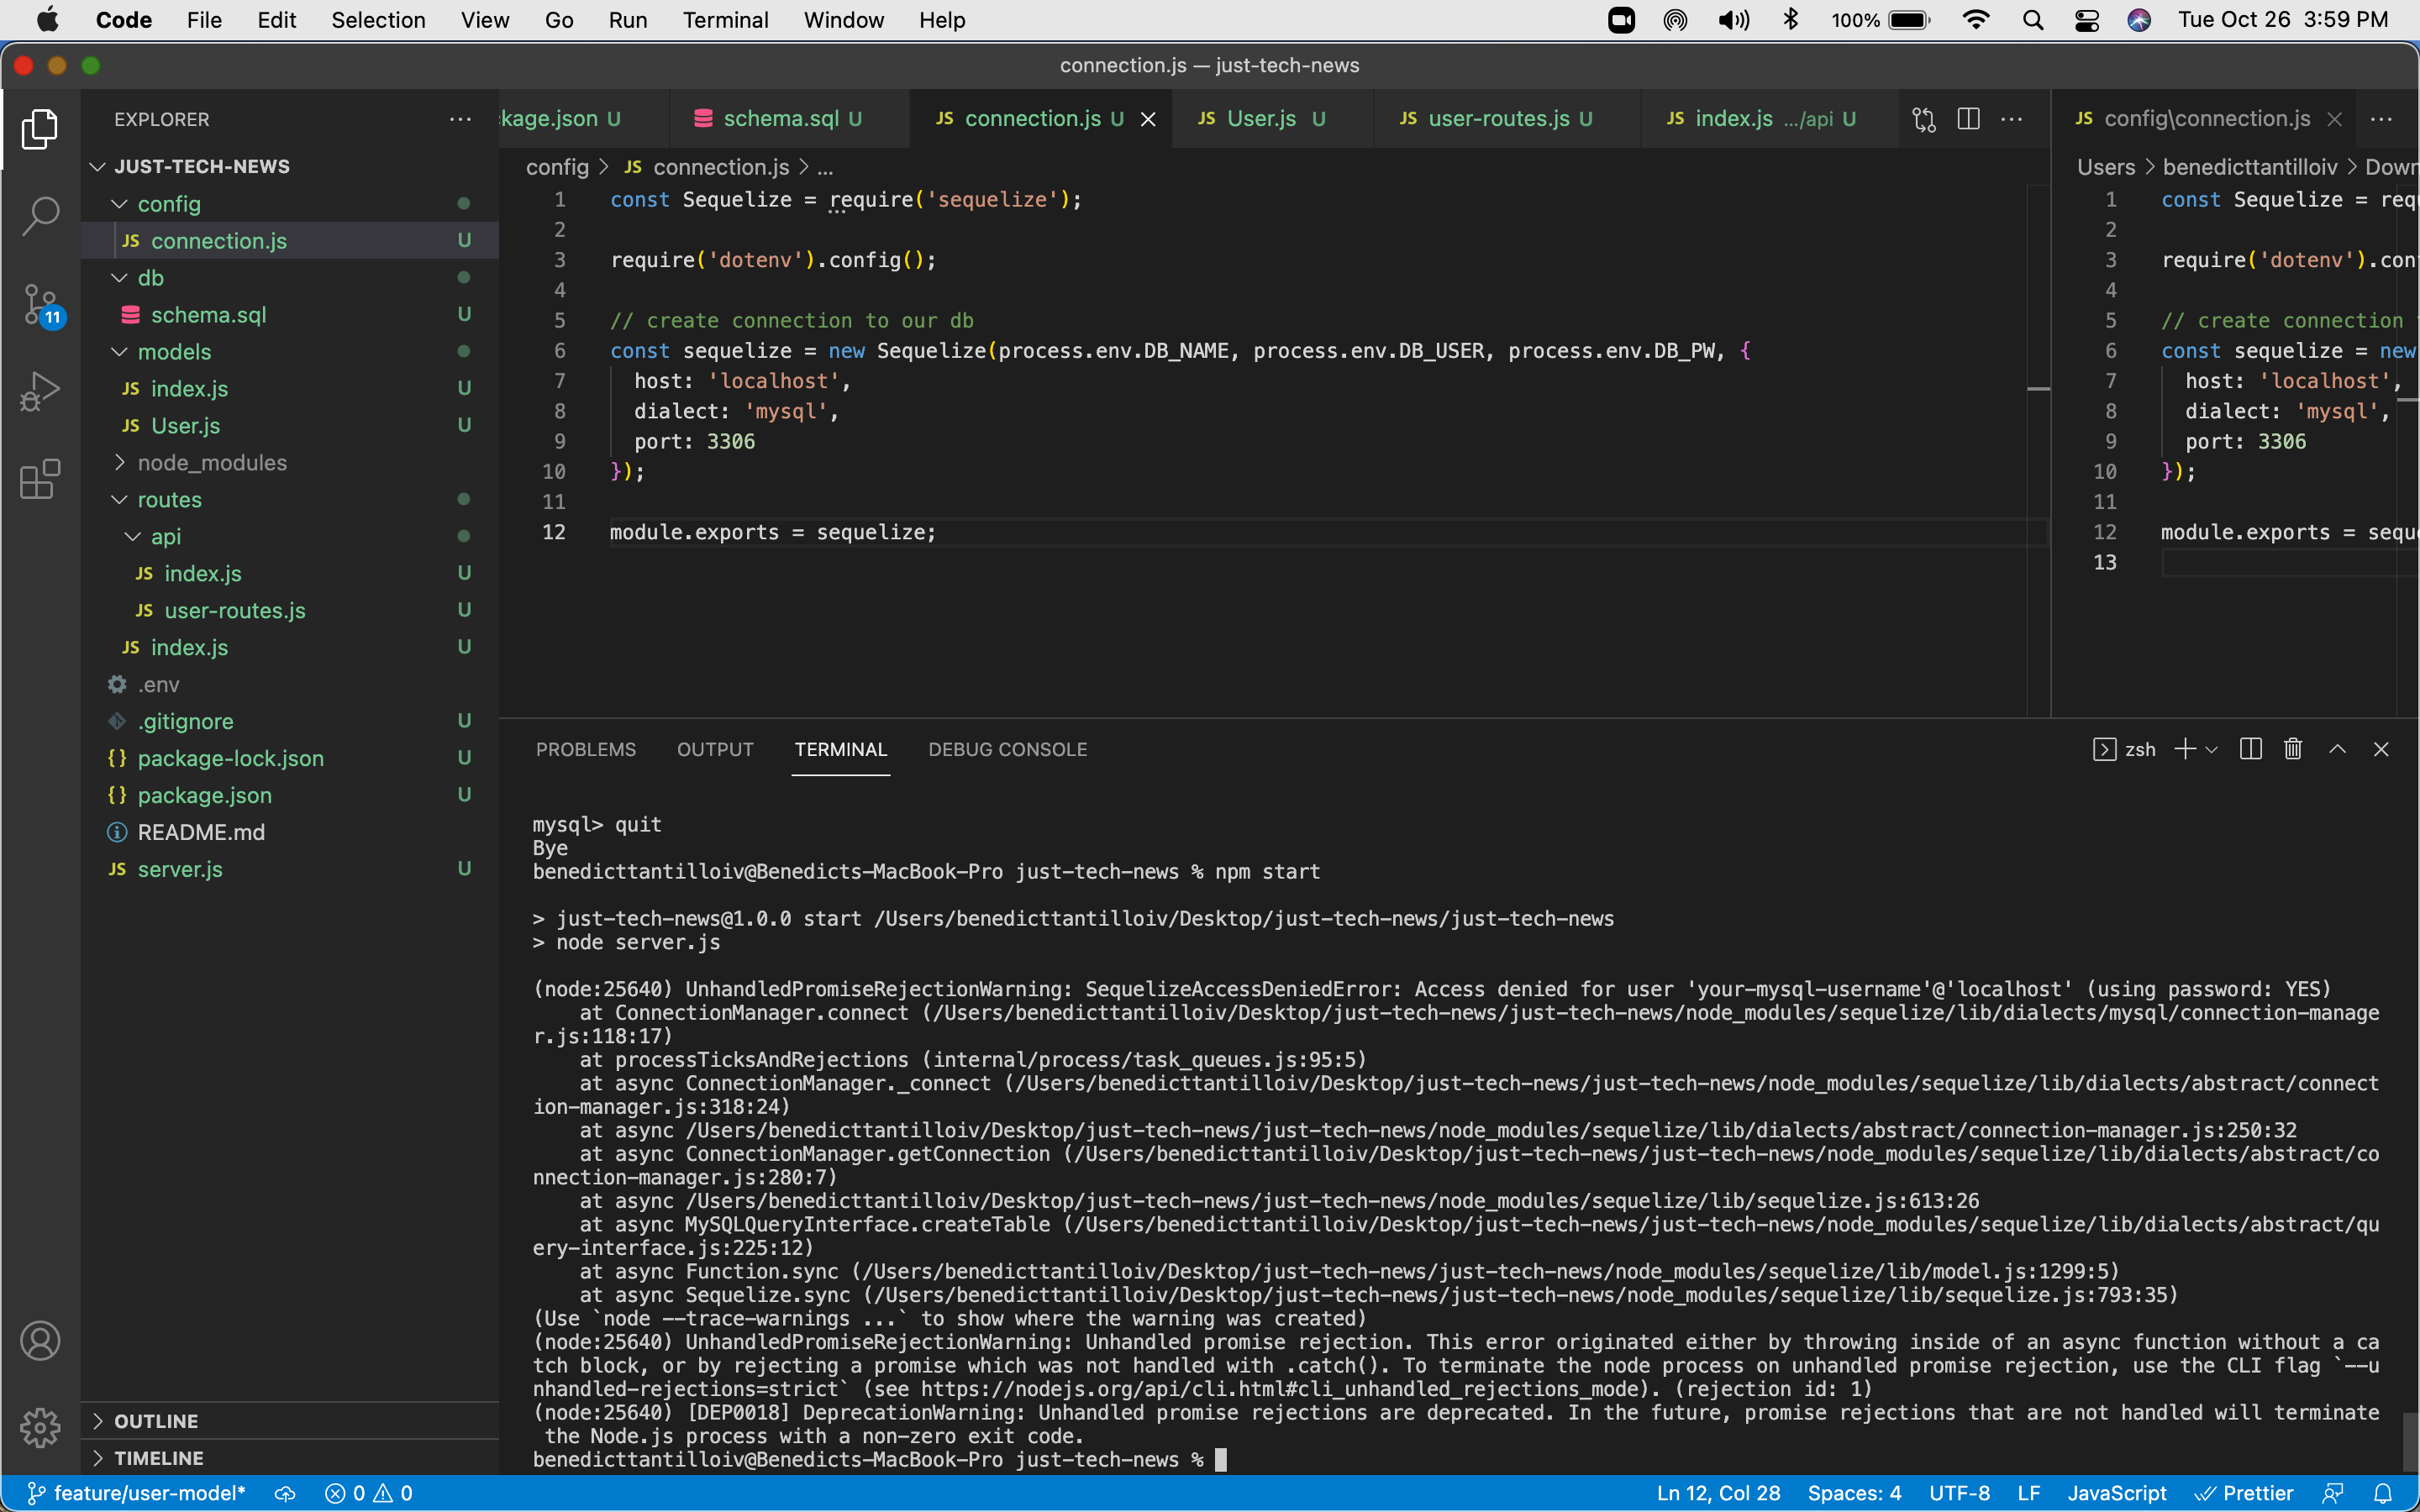 Code File Edit Selection View Go Run Terminal Window Help 100% Tue Oct 26 3:59 PM
connection.js — just-tech-news
EXPLORER
JUST-TECH-NEWS
config
JS connection.js U
db
schema.sql U
models
JS index.js U
JS User.js U
node_modules
routes
api
JS index.js U
JS user-routes.js U
JS index.js U
.env
.gitignore U
{} package-lock.json U
{} package.json U
README.md
JS server.js U
OUTLINE
TIMELINE
11
kage.json U schema.sql U JS connection.js U JS User.js U JS user-routes.js U JS index.js .../api U
config > JS connection.js > ...
1 const Sequelize = require('sequelize');
2
3 require('dotenv').config();
4
5 // create connection to our db
6 const sequelize = new Sequelize(process.env.DB_NAME, process.env.DB_USER, process.env.DB_PW, {
7 host: 'localhost',
8 dialect: 'mysql',
9 port: 3306
10 });
11
12 module.exports = sequelize;
JS config\connection.js
Users > benedicttantilloiv > Down
1 const Sequelize = requ
2
3 require('dotenv').con
4
5 // create connection
6 const sequelize = new
7 host: 'localhost',
8 dialect: 'mysql',
9 port: 3306
10 });
11
12 module.exports = sequ
13
PROBLEMS OUTPUT TERMINAL DEBUG CONSOLE zsh
mysql> quit
Bye
benedicttantilloiv@Benedicts-MacBook-Pro just-tech-news % npm start
> just-tech-news@1.0.0 start /Users/benedicttantilloiv/Desktop/just-tech-news/just-tech-news
> node server.js
(node:25640) UnhandledPromiseRejectionWarning: SequelizeAccessDeniedError: Access denied for user 'your-mysql-username'@'localhost' (using password: YES)
at ConnectionManager.connect (/Users/benedicttantilloiv/Desktop/just-tech-news/just-tech-news/node_modules/sequelize/lib/dialects/mysql/connection-manage
r.js:118:17)
at processTicksAndRejections (internal/process/task_queues.js:95:5)
at async ConnectionManager._connect (/Users/benedicttantilloiv/Desktop/just-tech-news/just-tech-news/node_modules/sequelize/lib/dialects/abstract/connect
ion-manager.js:318:24)
at async /Users/benedicttantilloiv/Desktop/just-tech-news/just-tech-news/node_modules/sequelize/lib/dialects/abstract/connection-manager.js:250:32
at async ConnectionManager.getConnection (/Users/benedicttantilloiv/Desktop/just-tech-news/just-tech-news/node_modules/sequelize/lib/dialects/abstract/co
nnection-manager.js:280:7)
at async /Users/benedicttantilloiv/Desktop/just-tech-news/just-tech-news/node_modules/sequelize/lib/sequelize.js:613:26
at async MySQLQueryInterface.createTable (/Users/benedicttantilloiv/Desktop/just-tech-news/just-tech-news/node_modules/sequelize/lib/dialects/abstract/qu
ery-interface.js:225:12)
at async Function.sync (/Users/benedicttantilloiv/Desktop/just-tech-news/just-tech-news/node_modules/sequelize/lib/model.js:1299:5)
at async Sequelize.sync (/Users/benedicttantilloiv/Desktop/just-tech-news/just-tech-news/node_modules/sequelize/lib/sequelize.js:793:35)
(Use `node --trace-warnings ...` to show where the warning was created)
(node:25640) UnhandledPromiseRejectionWarning: Unhandled promise rejection. This error originated either by throwing inside of an async function without a ca
tch block, or by rejecting a promise which was not handled with .catch(). To terminate the node process on unhandled promise rejection, use the CLI flag `--u
nhandled-rejections=strict` (see https://nodejs.org/api/cli.html#cli_unhandled_rejections_mode). (rejection id: 1)
(node:25640) [DEP0018] DeprecationWarning: Unhandled promise rejections are deprecated. In the future, promise rejections that are not handled will terminate
the Node.js process with a non-zero exit code.
benedicttantilloiv@Benedicts-MacBook-Pro just-tech-news %
feature/user-model* 0 0 Ln 12, Col 28 Spaces: 4 UTF-8 LF JavaScript Prettier